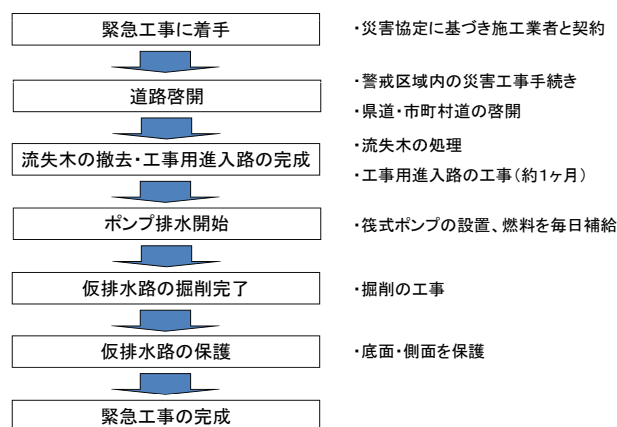 緊急工事に着手
・災害協定に基づき施工業者と契約
・警戒区域内の災害工事手続き
道路啓開
・県道・市町村道の啓開
・流失木の処理
流失木の撤去・工事用進入路の完成
・工事用進入路の工事（約1ヶ月）
ポンプ排水開始
・筏式ポンプの設置、燃料を毎日補給
仮排水路の掘削完了
・掘削の工事
仮排水路の保護
・底面・側面を保護
緊急工事の完成